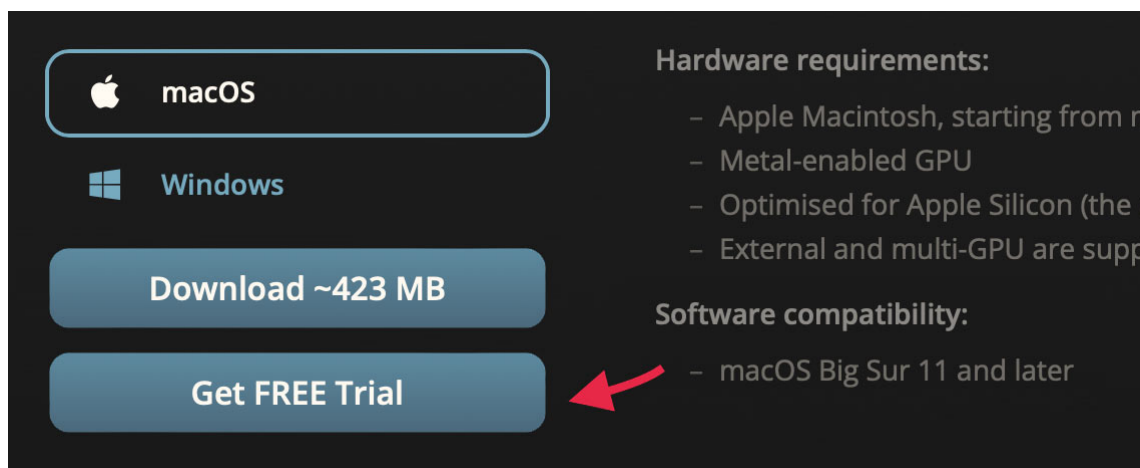 macOS
Windows
Download ~423 MB
Get FREE Trial
Hardware requirements:
– Apple Macintosh, starting from
– Metal-enabled GPU
– Optimised for Apple Silicon (the
– External and multi-GPU are
Software compatibility:
– macOS Big Sur 11 and later